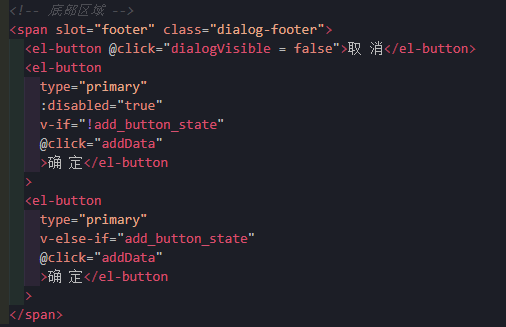 <!-- 底部区域 -->
<span slot="footer" class="dialog-footer">
<el-button @click="dialogVisible = false">取 消</el-button>
<el-button
type="primary"
:disabled="true"
v-if="!add_button_state"
@click="addData"
>确 定</el-button
>
<el-button
type="primary"
v-else-if="add_button_state"
@click="addData"
>确 定</el-button
>
</span>